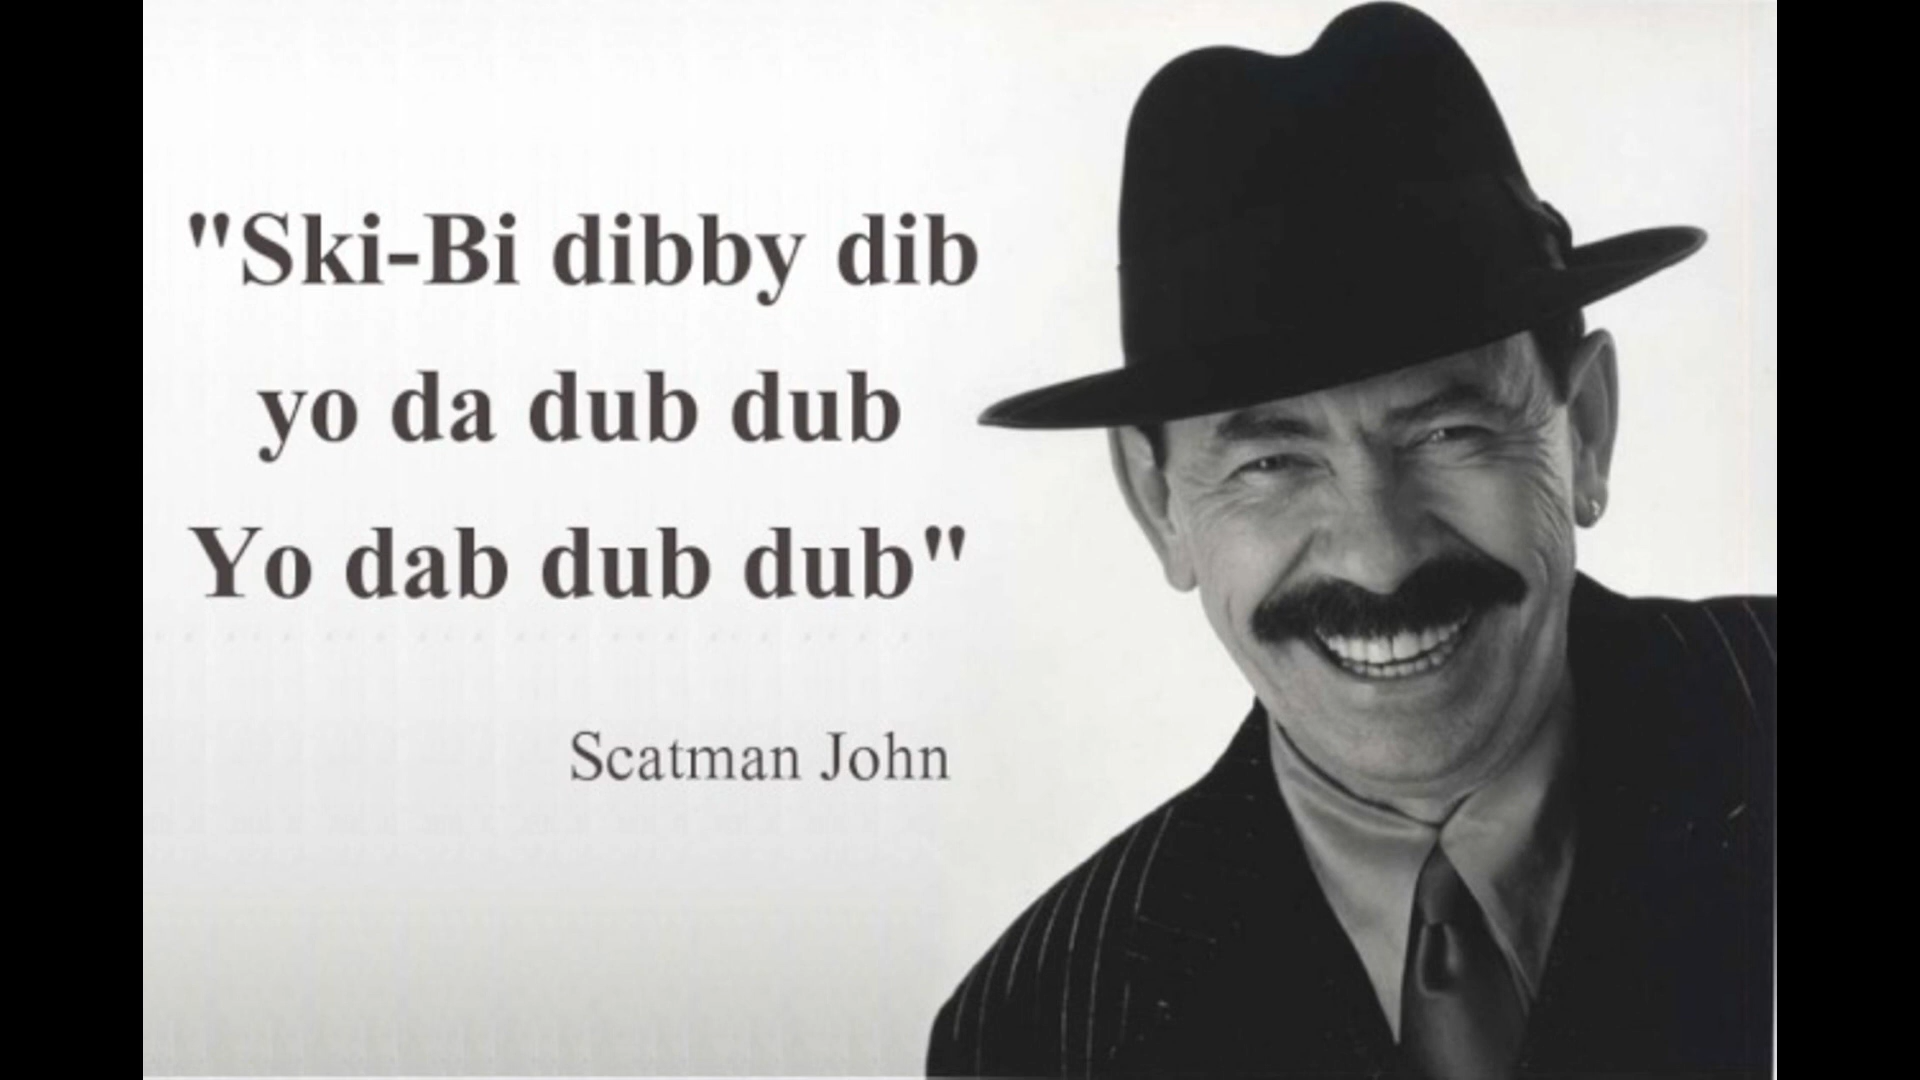 "Ski-Bi dibby dib
yo da dub dub
Yo dab dub dub"
Scatman John